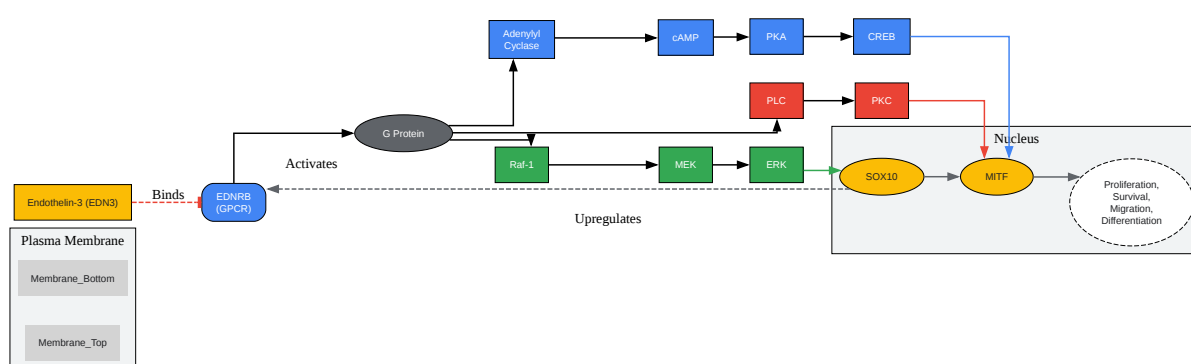 Adenylyl
Cyclase
cAMP
PKA
CREB
PLC
PKC
G Protein
Nucleus
Activates
Raf-1
MEK
ERK
SOX10
MITF
Proliferation,
Survival,
Migration,
Differentiation
Endothelin-3 (EDN3)
Binds
EDNRB
(GPCR)
Upregulates
Plasma Membrane
Membrane_Bottom
Membrane_Top